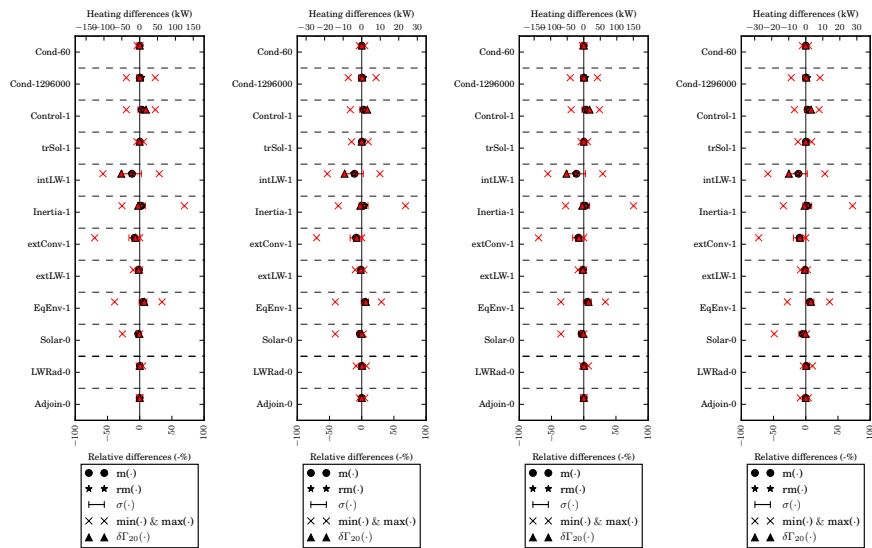 Heating differences (kW)
−150 −100 −50 0 50 100 150
Cond-60
Cond-1296000
Control-1
trSol-1
intLW-1
Inertia-1
extConv-1
extLW-1
EqEnv-1
Solar-0
LWRad-0
Adjoin-0
−100 −50 0 50 100
Relative differences (-%)
m(·)
rm(·)
σ(·)
min(·) & max(·)
δΓ20(·)
Heating differences (kW)
−30 −20 −10 0 10 20 30
Cond-60
Cond-1296000
Control-1
trSol-1
intLW-1
Inertia-1
extConv-1
extLW-1
EqEnv-1
Solar-0
LWRad-0
Adjoin-0
−100 −50 0 50 100
Relative differences (-%)
m(·)
rm(·)
σ(·)
min(·) & max(·)
δΓ20(·)
Heating differences (kW)
−150 −100 −50 0 50 100 150
Cond-60
Cond-1296000
Control-1
trSol-1
intLW-1
Inertia-1
extConv-1
extLW-1
EqEnv-1
Solar-0
LWRad-0
Adjoin-0
−100 −50 0 50 100
Relative differences (-%)
m(·)
rm(·)
σ(·)
min(·) & max(·)
δΓ20(·)
Heating differences (kW)
−30 −20 −10 0 10 20 30
Cond-60
Cond-1296000
Control-1
trSol-1
intLW-1
Inertia-1
extConv-1
extLW-1
EqEnv-1
Solar-0
LWRad-0
Adjoin-0
−100 −50 0 50 100
Relative differences (-%)
m(·)
rm(·)
σ(·)
min(·) & max(·)
δΓ20(·)